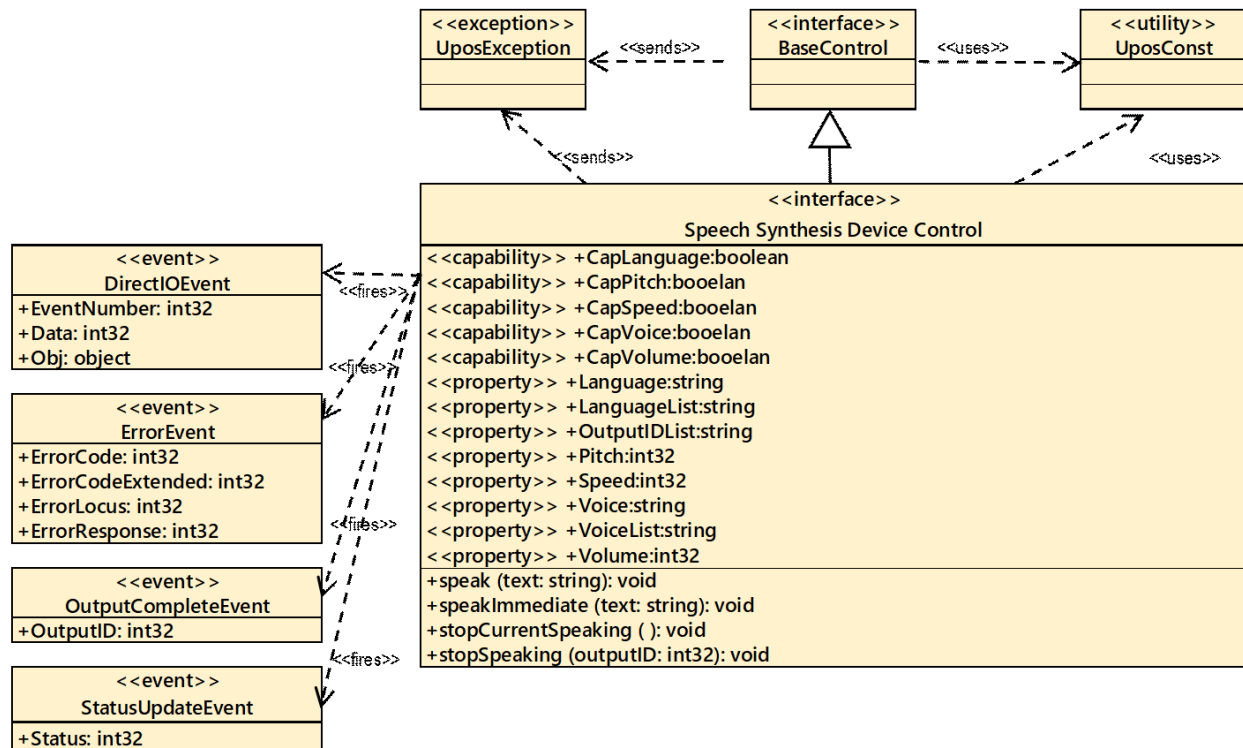 <<exception>>
UposException
<<sends>>
<<interface>>
BaseControl
<<uses>>
<<utility>>
UposConst
<<sends>>
<<uses>>
<<interface>>
Speech Synthesis Device Control
<<capability>> +CapLanguage:boolean
<<capability>> +CapPitch:booelan
<<capability>> +CapSpeed:booelan
<<capability>> +CapVoice:booelan
<<capability>> +CapVolume:booelan
<<property>> +Language:string
<<property>> +LanguageList:string
<<property>> +OutputIDList:string
<<property>> +Pitch:int32
<<property>> +Speed:int32
<<property>> +Voice:string
<<property>> +VoiceList:string
<<property>> +Volume:int32
+speak (text: string): void
+speakImmediate (text: string): void
+stopCurrentSpeaking ( ): void
+stopSpeaking (outputID: int32): void
<<event>>
DirectIOEvent
+EventNumber: int32
+Data: int32
+Obj: object
<<fires>>
<<event>>
ErrorEvent
+ErrorCode: int32
+ErrorCodeExtended: int32
+ErrorLocus: int32
+ErrorResponse: int32
<<fires>>
<<event>>
OutputCompleteEvent
+OutputID: int32
<<fires>>
<<event>>
StatusUpdateEvent
+Status: int32
<<fires>>